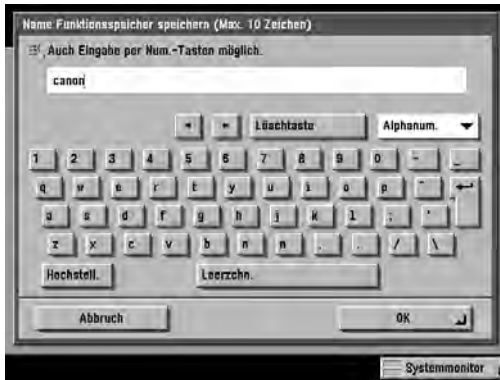 Name Funktionsspeicher speichern (Max. 10 Zeichen)
Auch Eingabe per Num.-Tasten möglich.
canon
Löschtaste Alphanum.
1 2 3 4 5 6 7 8 9 0 - _
q w e r t y u i o p
a s d f g h j k l ; '
z x c v b n m , . / \
Hochstell. Leerzchn.
Abbruch OK
Systemmonitor